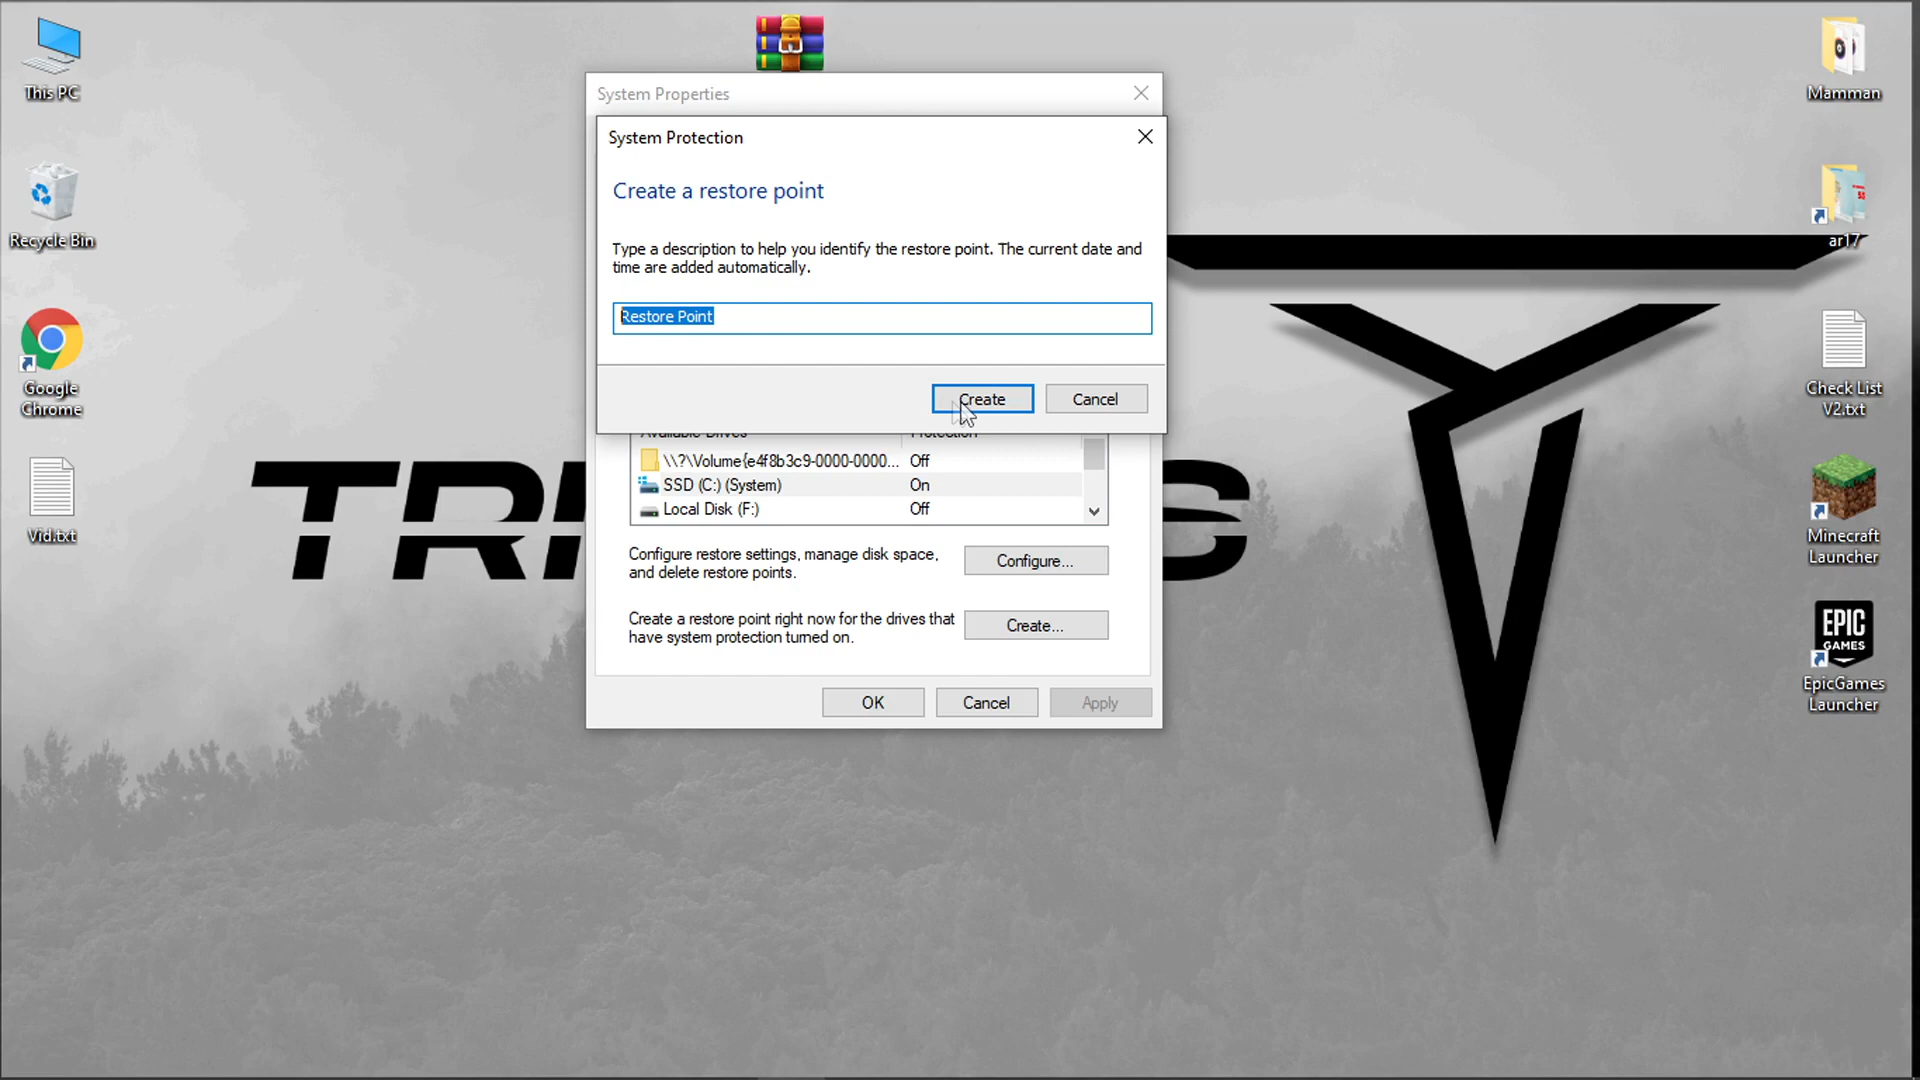 This PC
Recycle Bin
Google
Chrome
Vid.txt
System Properties
System Protection
Create a restore point
Type a description to help you identify the restore point. The current date and
time are added automatically.
Restore Point
Create
Cancel
Available Drives
Protection
\\?\Volume{e4f8b3c9-0000-0000...
Off
SSD (C:) (System)
On
Local Disk (F:)
Off
Configure restore settings, manage disk space,
and delete restore points.
Configure...
Create a restore point right now for the drives that
have system protection turned on.
Create...
OK
Cancel
Apply
Mamman
ar17
Check List
V2.txt
Minecraft
Launcher
EPIC
GAMES
EpicGames
Launcher